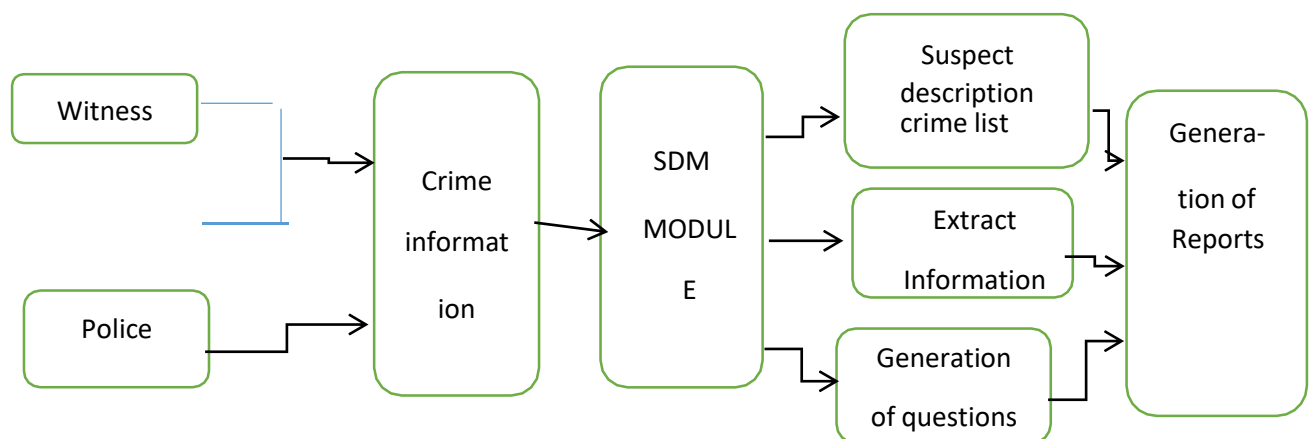 Witness
Police
Crime
informat
ion
SDM
MODUL
E
Suspect
description
crime list
Extract
Information
Generation
of questions
Genera-
tion of
Reports